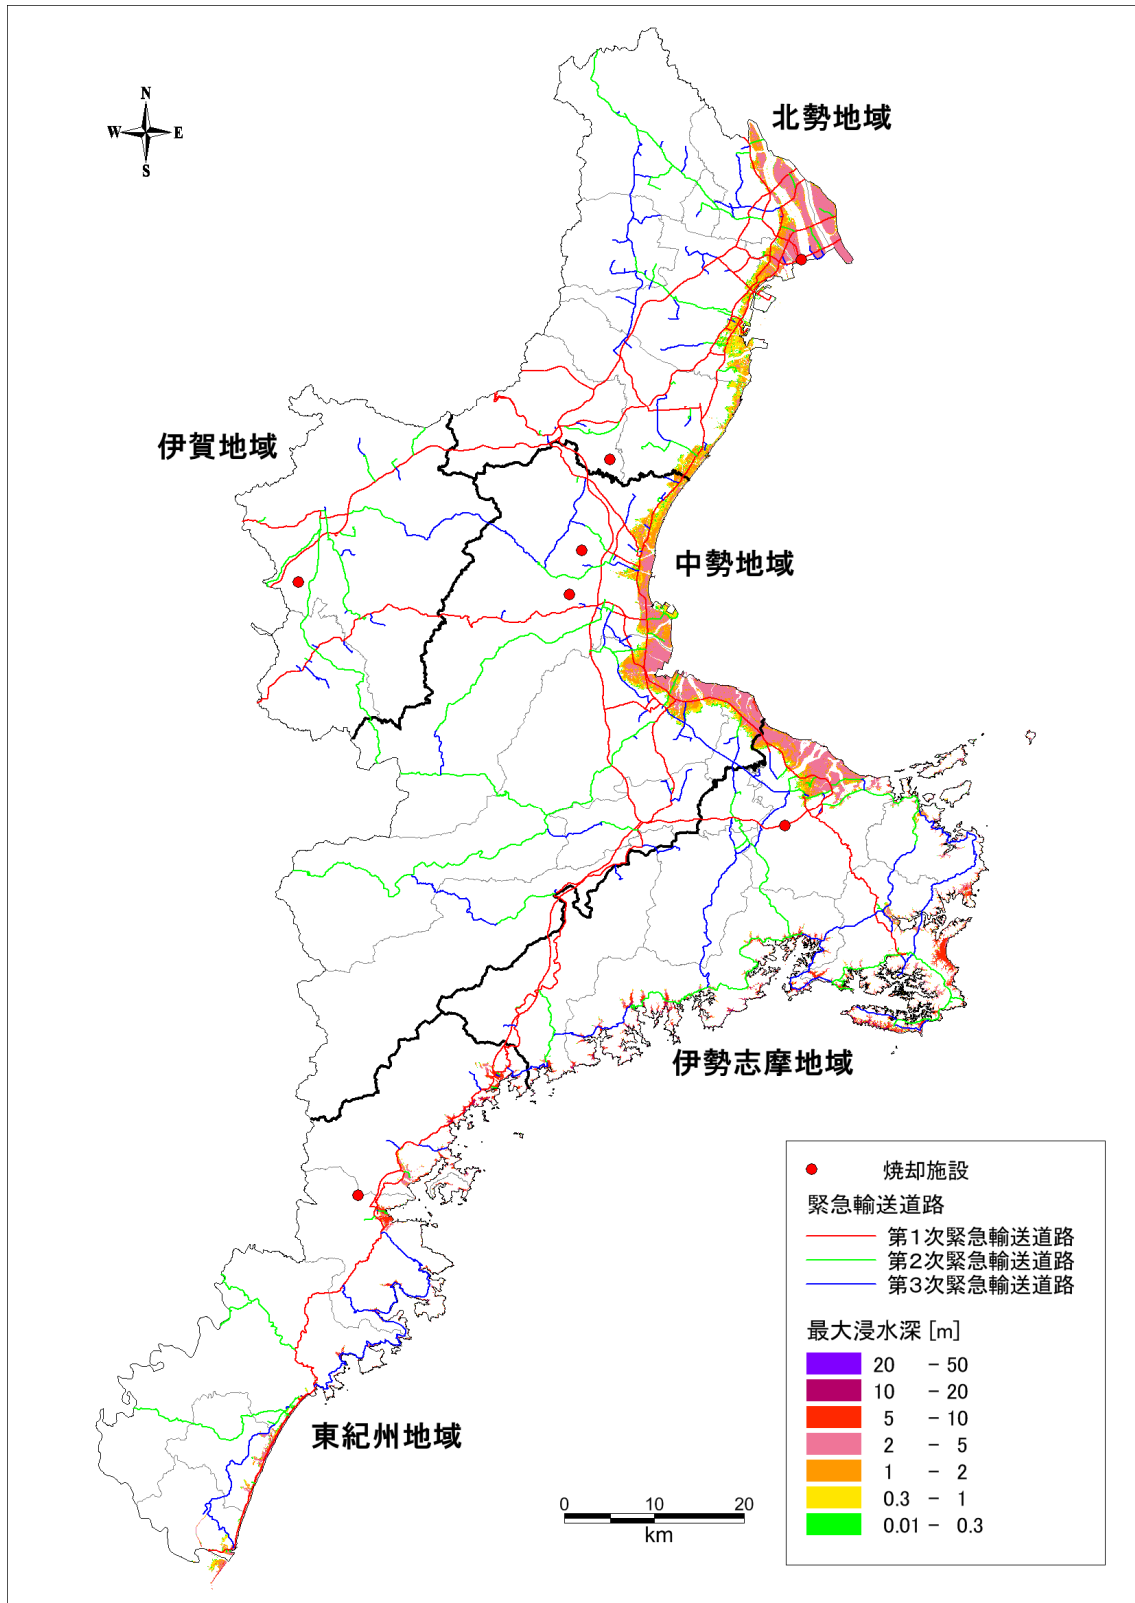 N
W E
S
北勢地域
伊賀地域
中勢地域
伊勢志摩地域
東紀州地域
焼却施設
緊急輸送道路
第1次緊急輸送道路
第2次緊急輸送道路
第3次緊急輸送道路
最大浸水深 [m]
20 - 50
10 - 20
5 - 10
2 - 5
1 - 2
0.3 - 1
0.01 - 0.3
0 10 20
km